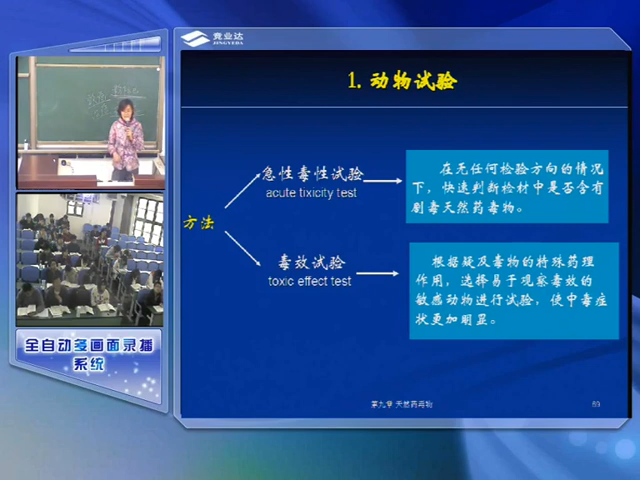 竞业达
JINGYEDA
1. 动物试验
方法
急性毒性试验
acute tixicity test
在无任何检验方向的情况
下，快速判断检材中是否含有
剧毒天然药毒物。
毒效试验
toxic effect test
根据疑及毒物的特殊药理
作用，选择易于观察毒效的
敏感动物进行试验，使中毒症
状更加明显。
第九章 天然药毒物
69
全自动多画面录播
系统